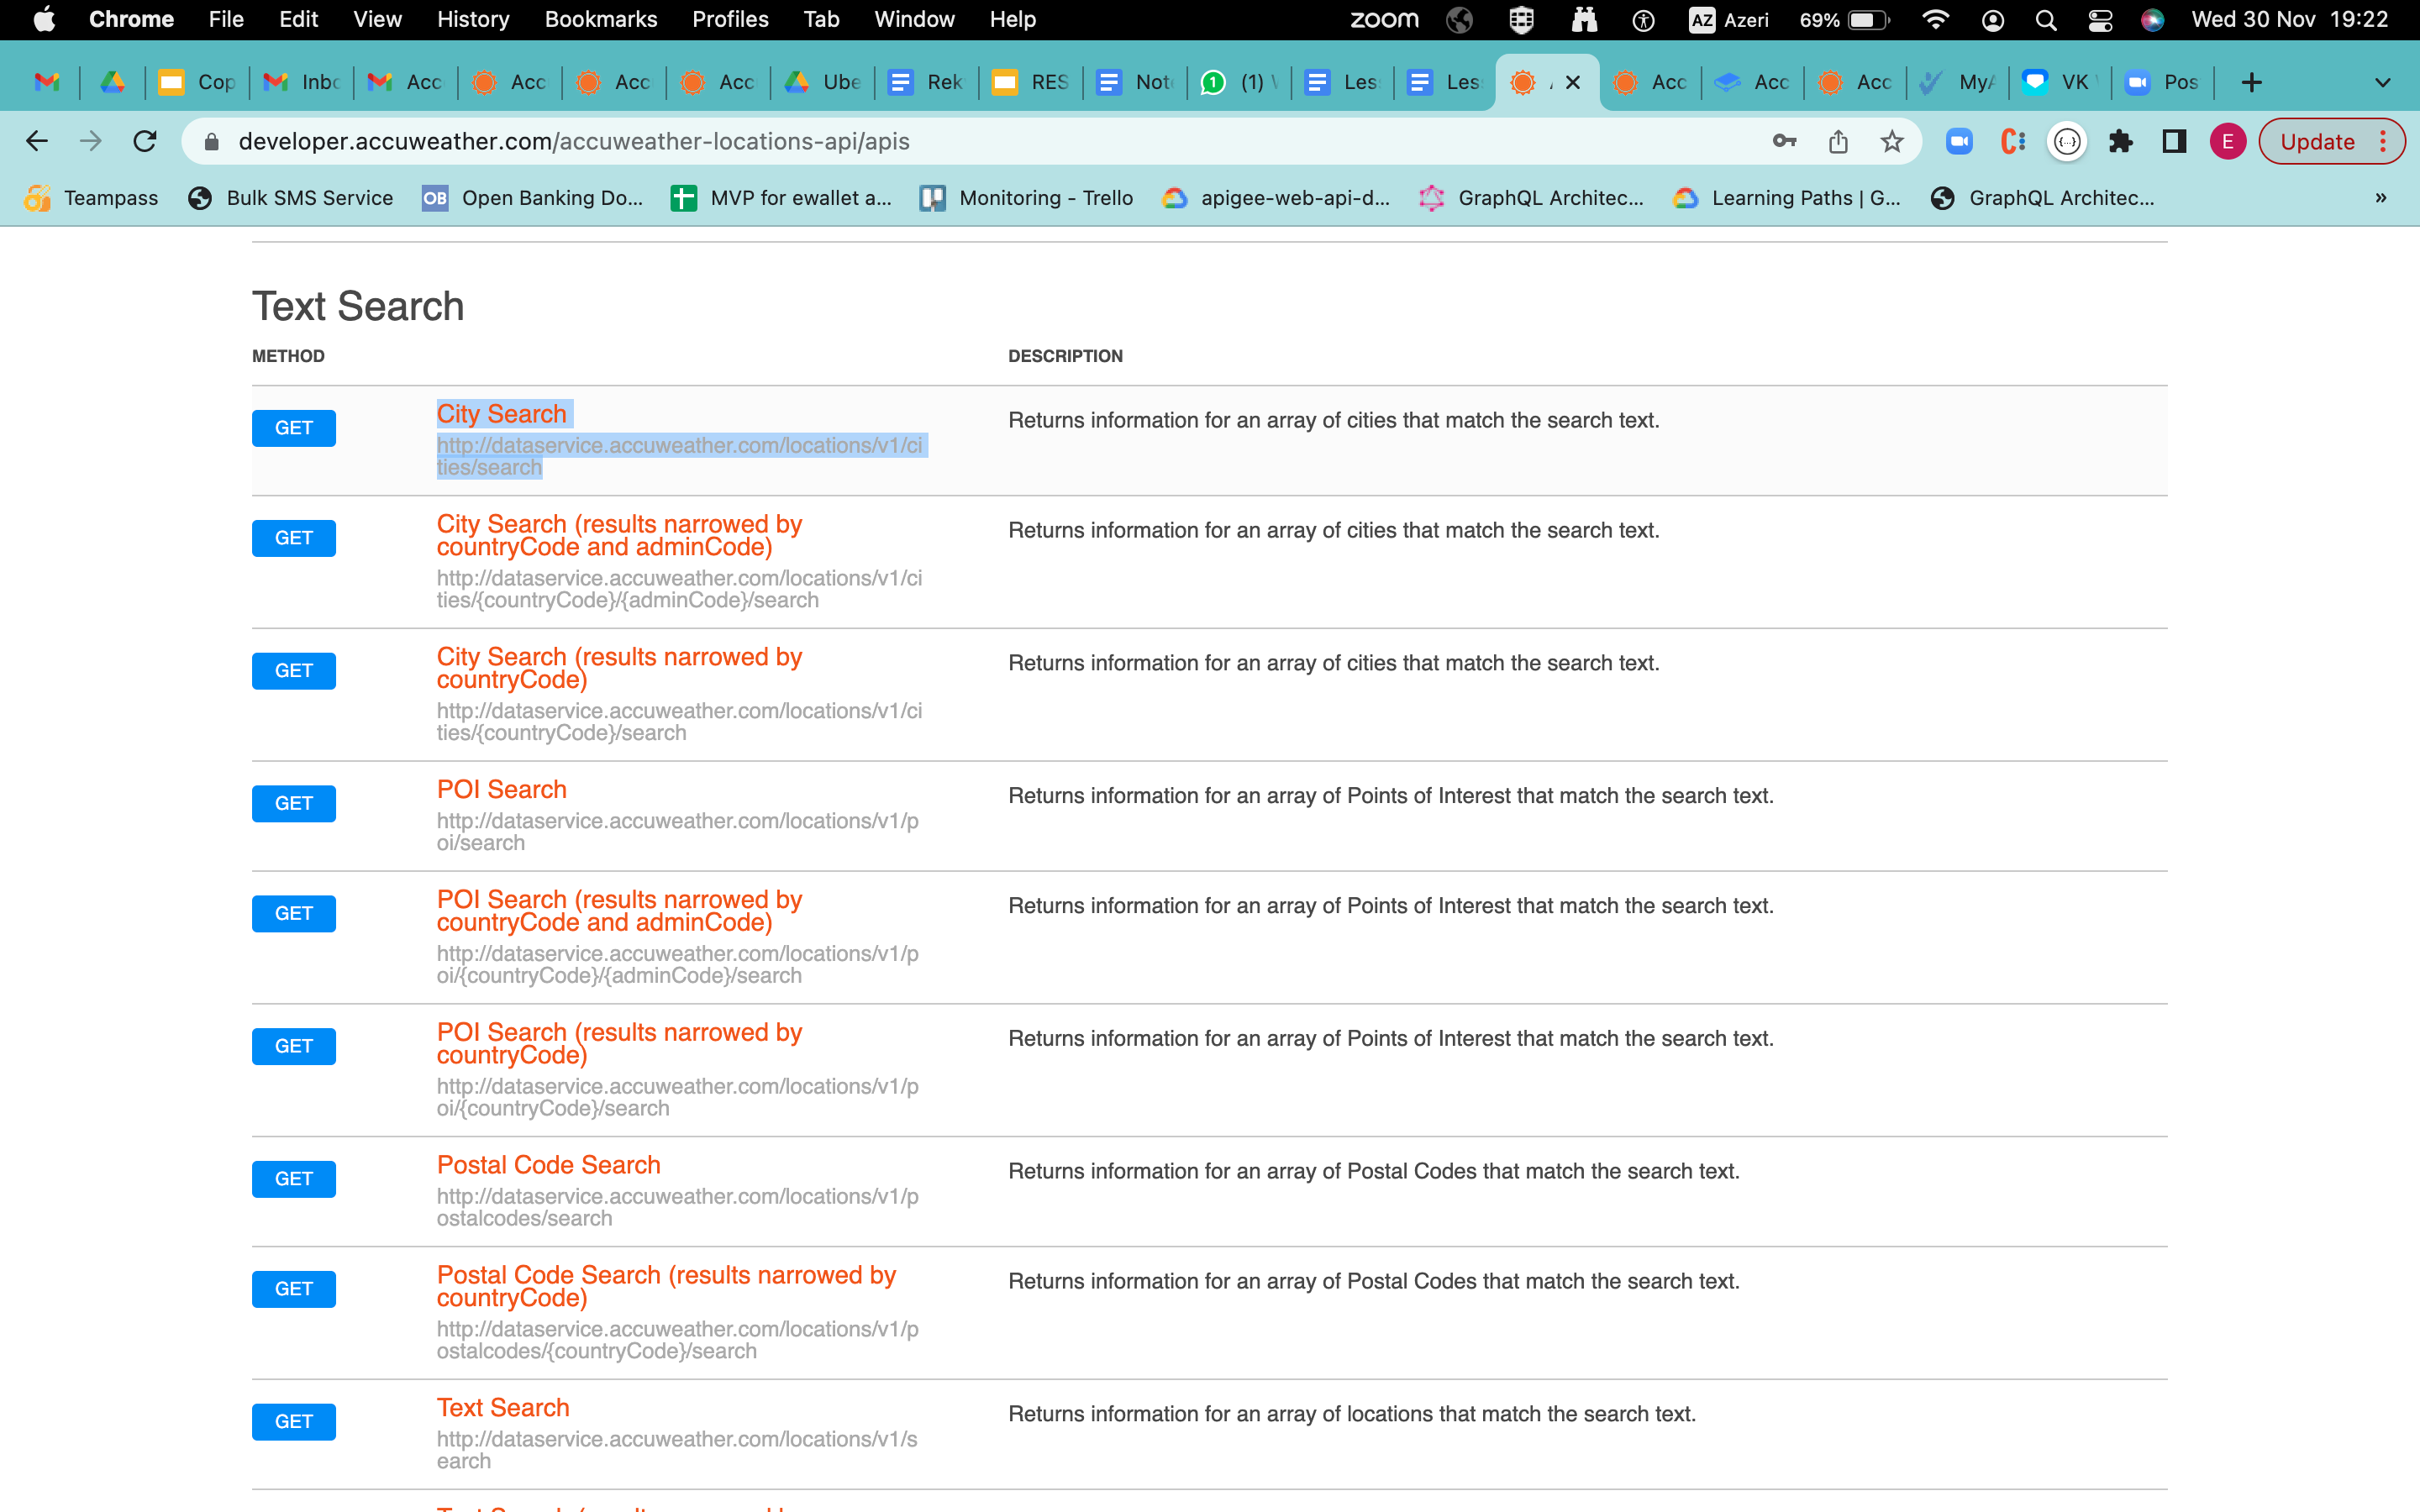 Chrome File Edit View History Bookmarks Profiles Tab Window Help zoom AZ Azeri 69% Wed 30 Nov 19:22
Cop Inbo Acc Acc Acc Acc Ube Rek RES Not (1) Les Les Acc Acc Acc MyA VK Pos
developer.accuweather.com/accuweather-locations-api/apis E Update
Teampass Bulk SMS Service OB Open Banking Do... MVP for ewallet a... Monitoring - Trello apigee-web-api-d... GraphQL Architec... Learning Paths | G... GraphQL Architec... »
Text Search
METHOD DESCRIPTION
GET City Search Returns information for an array of cities that match the search text.
http://dataservice.accuweather.com/locations/v1/ci
ties/search
GET City Search (results narrowed by Returns information for an array of cities that match the search text.
countryCode and adminCode)
http://dataservice.accuweather.com/locations/v1/ci
ties/{countryCode}/{adminCode}/search
GET City Search (results narrowed by Returns information for an array of cities that match the search text.
countryCode)
http://dataservice.accuweather.com/locations/v1/ci
ties/{countryCode}/search
GET POI Search Returns information for an array of Points of Interest that match the search text.
http://dataservice.accuweather.com/locations/v1/p
oi/search
GET POI Search (results narrowed by Returns information for an array of Points of Interest that match the search text.
countryCode and adminCode)
http://dataservice.accuweather.com/locations/v1/p
oi/{countryCode}/{adminCode}/search
GET POI Search (results narrowed by Returns information for an array of Points of Interest that match the search text.
countryCode)
http://dataservice.accuweather.com/locations/v1/p
oi/{countryCode}/search
GET Postal Code Search Returns information for an array of Postal Codes that match the search text.
http://dataservice.accuweather.com/locations/v1/p
ostalcodes/search
GET Postal Code Search (results narrowed by Returns information for an array of Postal Codes that match the search text.
countryCode)
http://dataservice.accuweather.com/locations/v1/p
ostalcodes/{countryCode}/search
GET Text Search Returns information for an array of locations that match the search text.
http://dataservice.accuweather.com/locations/v1/s
earch